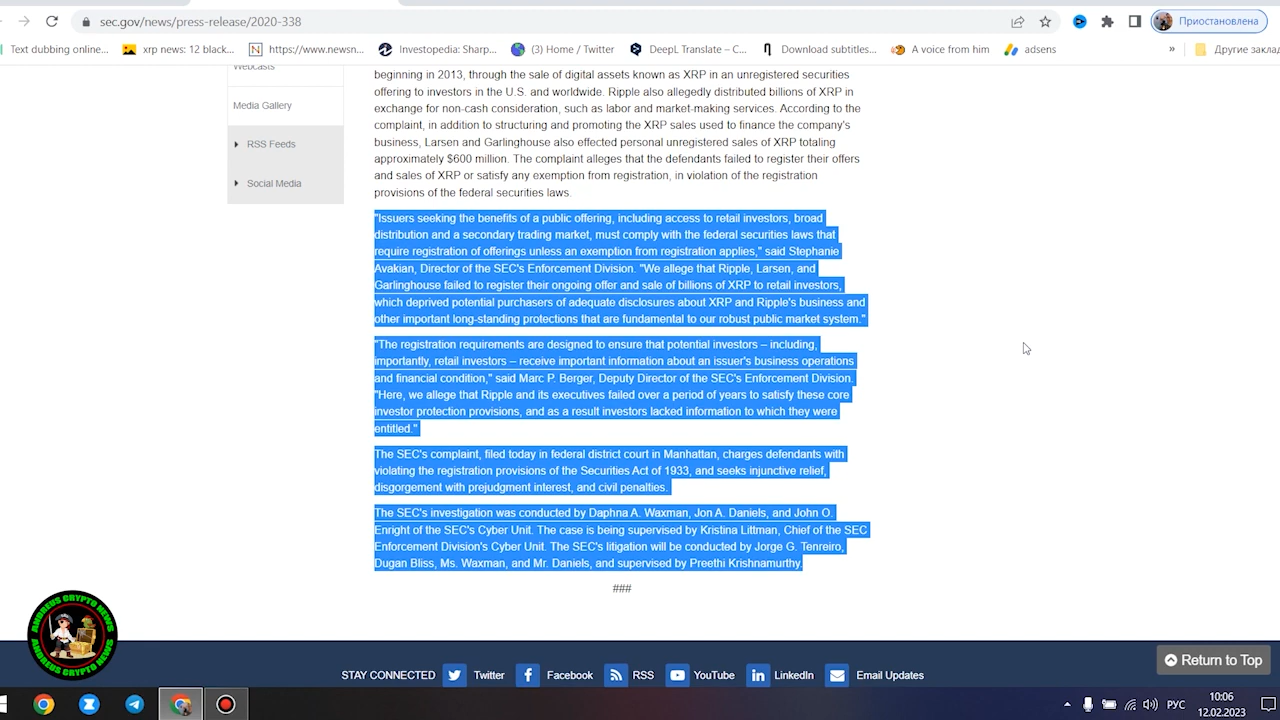 sec.gov/news/press-release/2020-338
Приостановлена
Text dubbing online...
xrp news: 12 black...
https://www.newsn...
Investopedia: Sharp...
(3) Home / Twitter
DeepL Translate – C...
Download subtitles...
A voice from him
adsens
»
Другие заклад
Webcasts
Media Gallery
RSS Feeds
Social Media
beginning in 2013, through the sale of digital assets known as XRP in an unregistered securities
offering to investors in the U.S. and worldwide. Ripple also allegedly distributed billions of XRP in
exchange for non-cash consideration, such as labor and market-making services. According to the
complaint, in addition to structuring and promoting the XRP sales used to finance the company's
business, Larsen and Garlinghouse also effected personal unregistered sales of XRP totaling
approximately $600 million. The complaint alleges that the defendants failed to register their offers
and sales of XRP or satisfy any exemption from registration, in violation of the registration
provisions of the federal securities laws.
"Issuers seeking the benefits of a public offering, including access to retail investors, broad
distribution and a secondary trading market, must comply with the federal securities laws that
require registration of offerings unless an exemption from registration applies," said Stephanie
Avakian, Director of the SEC's Enforcement Division. "We allege that Ripple, Larsen, and
Garlinghouse failed to register their ongoing offer and sale of billions of XRP to retail investors,
which deprived potential purchasers of adequate disclosures about XRP and Ripple's business and
other important long-standing protections that are fundamental to our robust public market system."
"The registration requirements are designed to ensure that potential investors – including,
importantly, retail investors – receive important information about an issuer's business operations
and financial condition," said Marc P. Berger, Deputy Director of the SEC's Enforcement Division.
"Here, we allege that Ripple and its executives failed over a period of years to satisfy these core
investor protection provisions, and as a result investors lacked information to which they were
entitled."
The SEC's complaint, filed today in federal district court in Manhattan, charges defendants with
violating the registration provisions of the Securities Act of 1933, and seeks injunctive relief,
disgorgement with prejudgment interest, and civil penalties.
The SEC's investigation was conducted by Daphna A. Waxman, Jon A. Daniels, and John O.
Enright of the SEC's Cyber Unit. The case is being supervised by Kristina Littman, Chief of the SEC
Enforcement Division's Cyber Unit. The SEC's litigation will be conducted by Jorge G. Tenreiro,
Dugan Bliss, Ms. Waxman, and Mr. Daniels, and supervised by Preethi Krishnamurthy.
###
ANDREUS CRYPTO NEWS
ANDREUS CRYPTO NEWS
Return to Top
STAY CONNECTED
Twitter
Facebook
RSS
YouTube
LinkedIn
Email Updates
РУС
10:06
12.02.2023